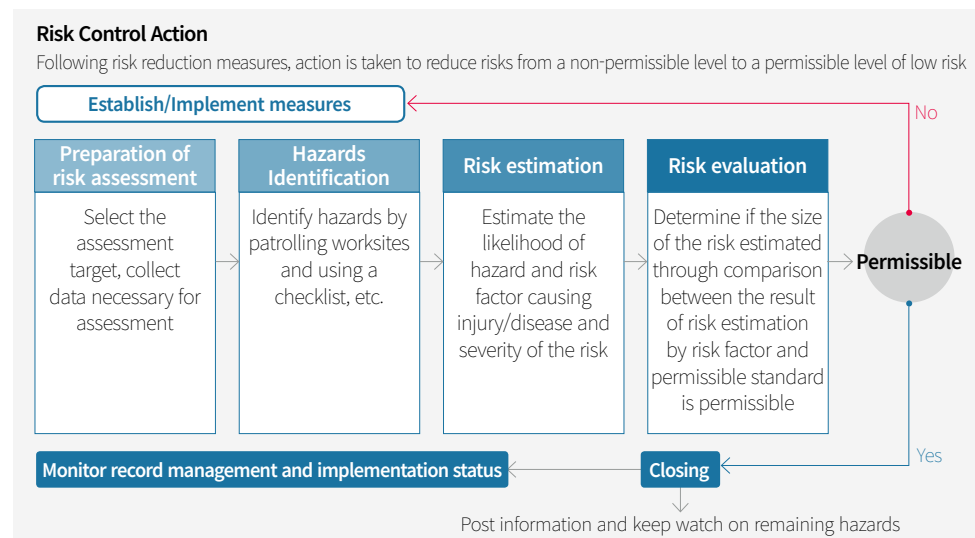 Risk Control Action
Following risk reduction measures, action is taken to reduce risks from a non-permissible level to a permissible level of low risk
Establish/Implement measures
No
Preparation of
risk assessment
Select the
assessment
target, collect
data necessary for
assessment
Hazards
Identification
Identify hazards by
patrolling worksites
and using a
checklist, etc.
Risk estimation
Estimate the
likelihood of
hazard and risk
factor causing
injury/disease and
severity of the risk
Risk evaluation
Determine if the size
of the risk estimated
through comparison
between the result
of risk estimation
by risk factor and
permissible standard
is permissible
Permissible
Yes
Closing
Monitor record management and implementation status
Post information and keep watch on remaining hazards